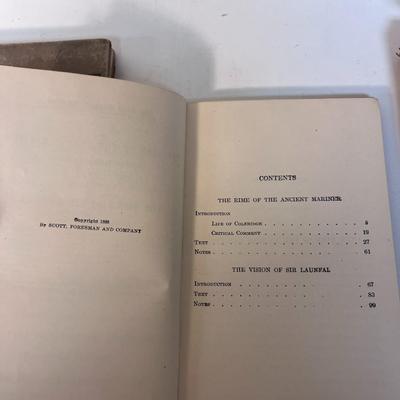 Copyright 1898
By SCOTT, FORESMAN AND COMPANY
CONTENTS
THE RIME OF THE ANCIENT MARINER
Introduction
Life of Coleridge . . . . . . . . 8
Critical Comment . . . . . . . . 19
Text . . . . . . . . . . . 27
Notes . . . . . . . . . . . 61
THE VISION OF SIR LAUNFAL
Introduction . . . . . . . . . 67
Text . . . . . . . . . . . 83
Notes . . . . . . . . . . . 99